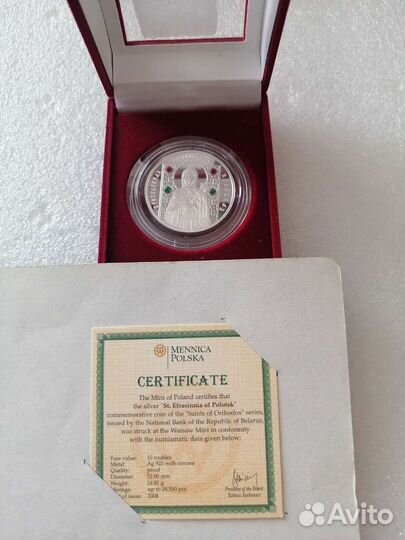 MENNICA
POLSKA
CERTIFICATE
The Mint of Poland certifies that
the silver "St. Efrasinnia of Polotsk"
commemorative coin of the "Saints of Orthodox" series,
issued by the National Bank of the Republic of Belarus,
was struck at the Warsaw Mint in conformity
with the numismatic data given below:
Face value: 10 roubles
Metal: Ag 925 with zircons
Quality: proof
Diameter: 32.00 mm
Weight: 16.81 g
up to 28,500 pcs
of issue: 2008
President of the Board
Avito